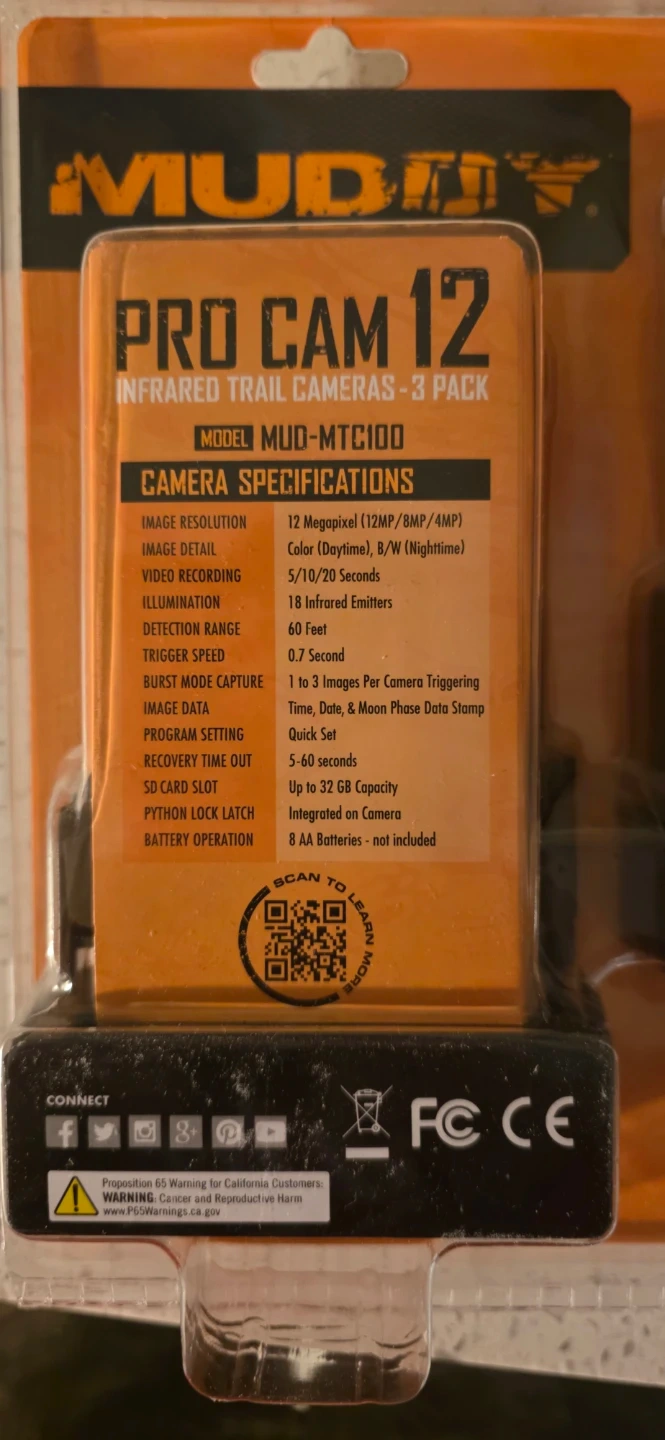 MUDDY
PRO CAM 12
INFRARED TRAIL CAMERAS - 3 PACK
MODEL MUD-MTC100
CAMERA SPECIFICATIONS
IMAGE RESOLUTION 12 Megapixel (12MP/8MP/4MP)
IMAGE DETAIL Color (Daytime), B/W (Nighttime)
VIDEO RECORDING 5/10/20 Seconds
ILLUMINATION 18 Infrared Emitters
DETECTION RANGE 60 Feet
TRIGGER SPEED 0.7 Second
BURST MODE CAPTURE 1 to 3 Images Per Camera Triggering
IMAGE DATA Time, Date, & Moon Phase Data Stamp
PROGRAM SETTING Quick Set
RECOVERY TIME OUT 5-60 seconds
SD CARD SLOT Up to 32 GB Capacity
PYTHON LOCK LATCH Integrated on Camera
BATTERY OPERATION 8 AA Batteries - not included
SCAN TO LEARN MORE
CONNECT
FC CE
Proposition 65 Warning for California Customers:
WARNING: Cancer and Reproductive Harm
www.P65Warnings.ca.gov